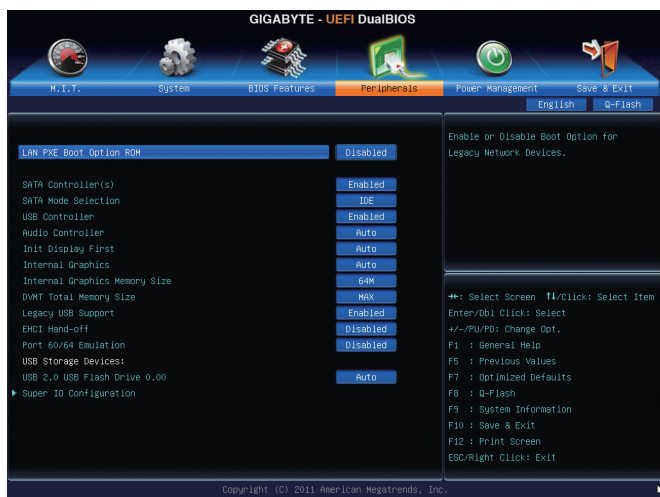 GIGABYTE - UEFI DualBIOS
M.I.T. System BIOS Features Peripherals Power Management Save & Exit
English Q-Flash
LAN PXE Boot Option ROM Disabled
SATA Controller(s) Enabled
SATA Mode Selection IDE
USB Controller Enabled
Audio Controller Auto
Init Display First Auto
Internal Graphics Auto
Internal Graphics Memory Size 64M
DVMT Total Memory Size MAX
Legacy USB Support Enabled
EHCI Hand-off Disabled
Port 60/64 Emulation Disabled
USB Storage Devices:
USB 2.0 USB Flash Drive 0.00 Auto
Super IO Configuration
Enable or Disable Boot Option for
Legacy Network Devices.
→←: Select Screen ↑↓/Click: Select Item
Enter/Dbl Click: Select
+/-/PU/PD: Change Opt.
F1 : General Help
F5 : Previous Values
F7 : Optimized Defaults
F8 : Q-Flash
F9 : System Information
F10 : Save & Exit
F12 : Print Screen
ESC/Right Click: Exit
Copyright (C) 2011 American Megatrends, Inc.